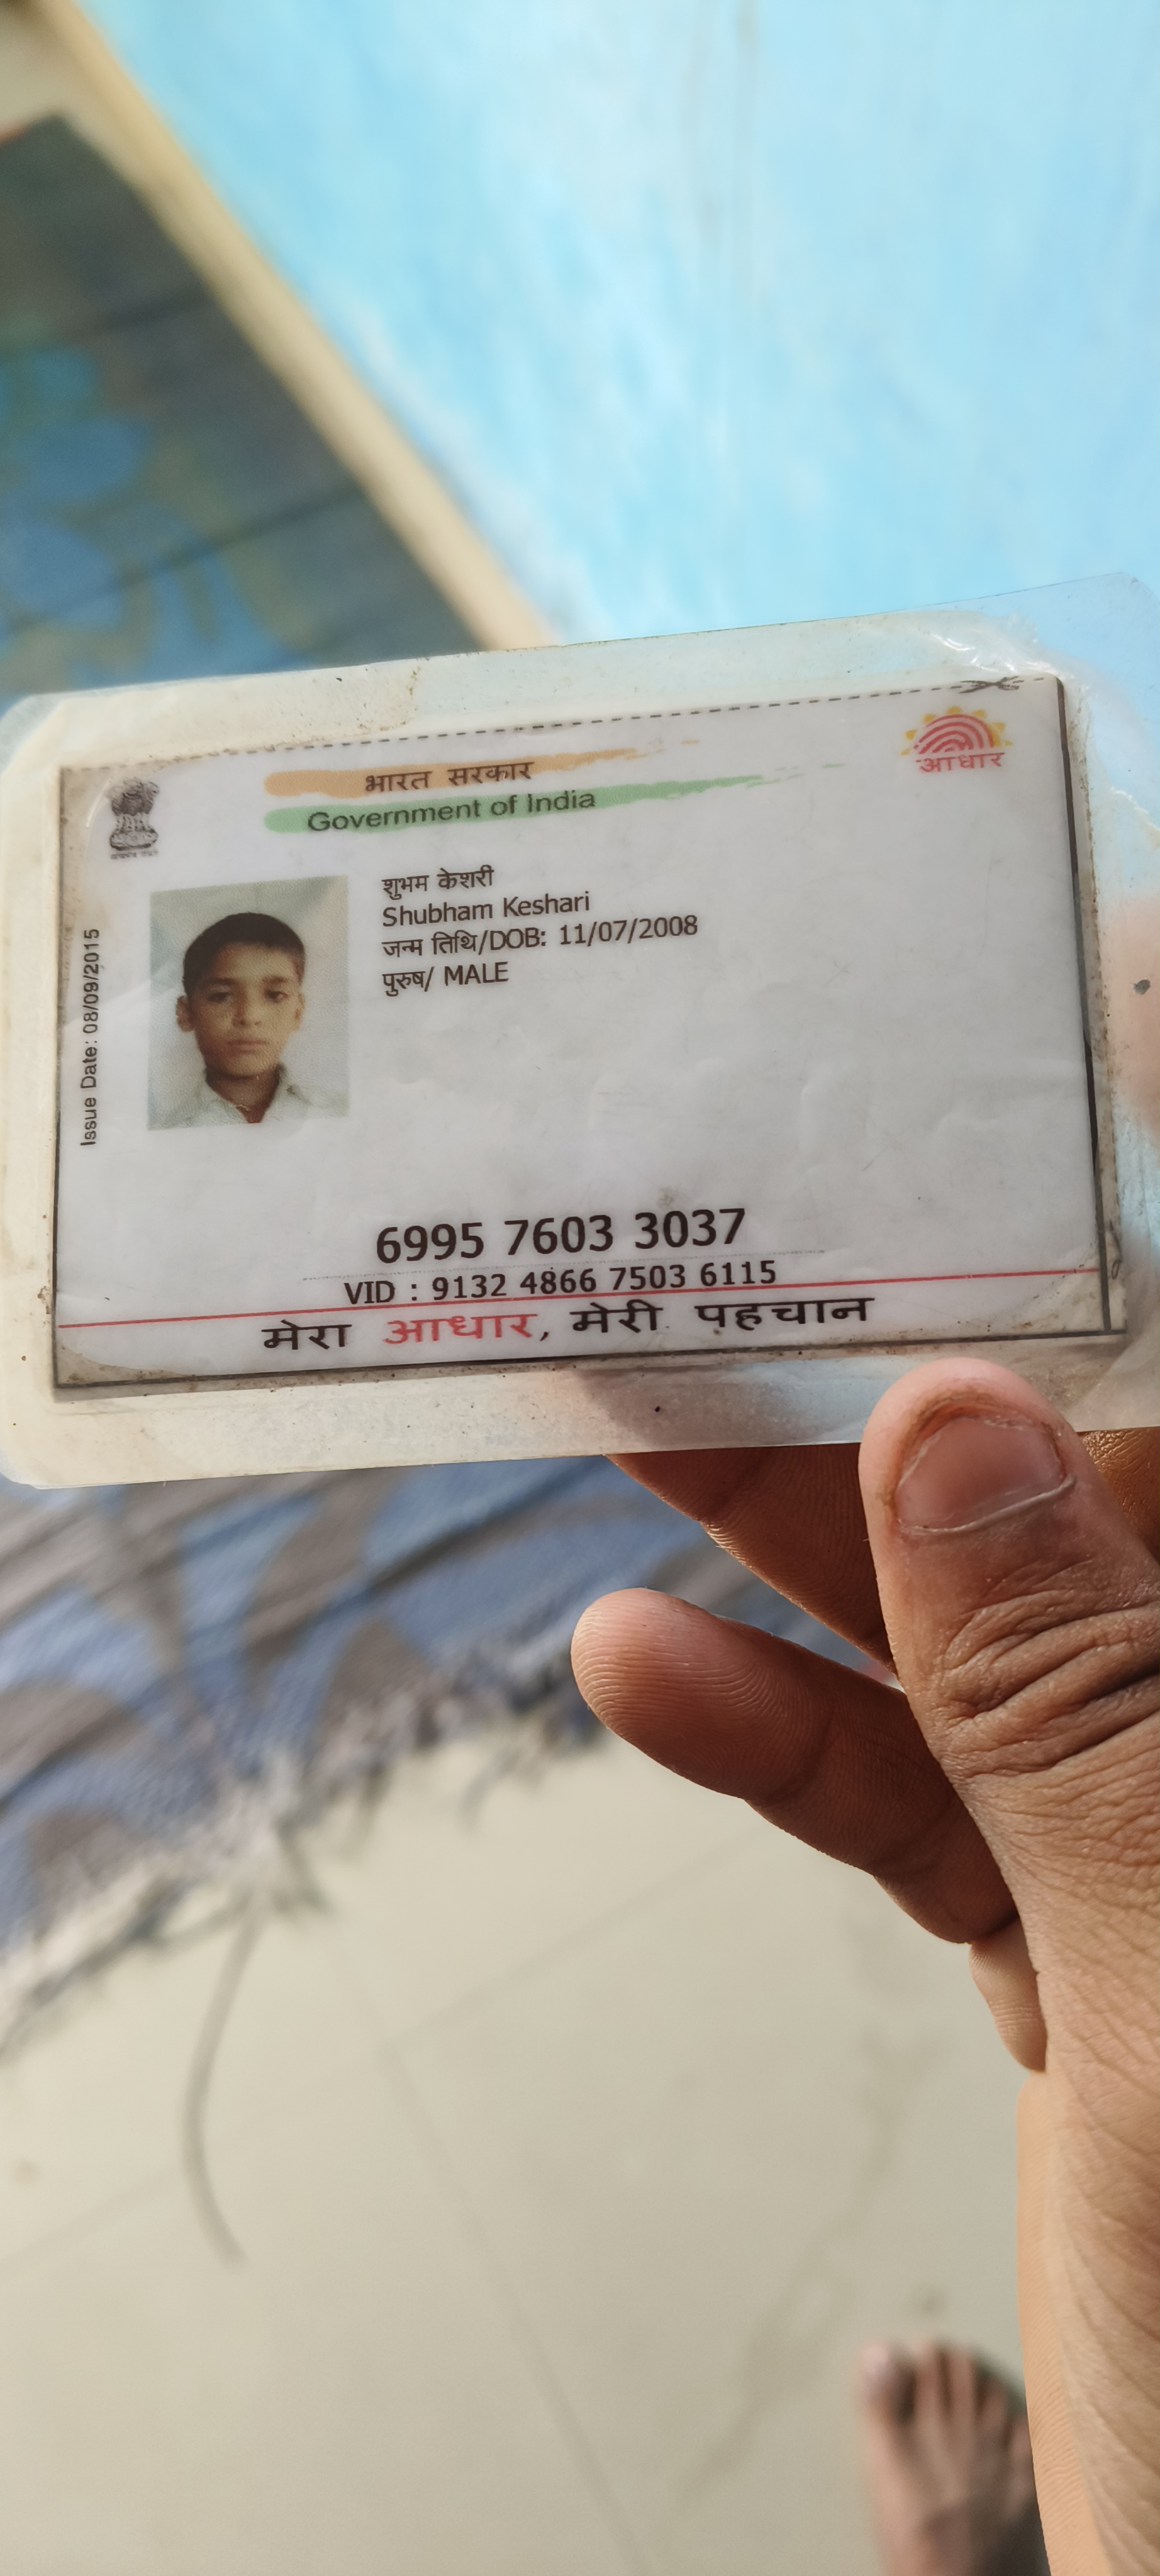 भारत सरकार
Government of India
आधार
शुभम केशरी
Shubham Keshari
जन्म तिथि/DOB: 11/07/2008
पुरुष/ MALE
Issue Date: 08/09/2015
6995 7603 3037
VID : 9132 4866 7503 6115
मेरा आधार, मेरी पहचान